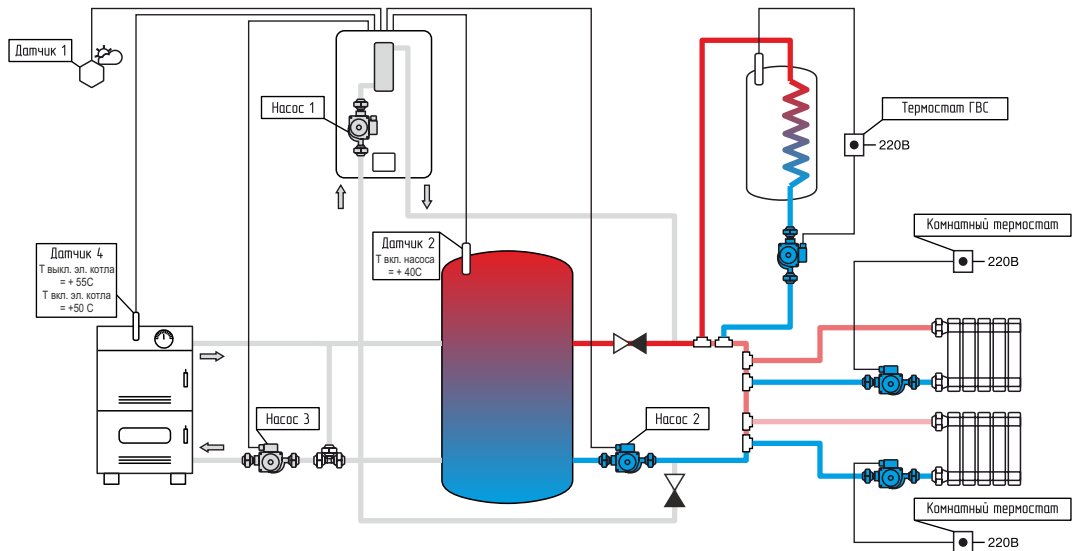 Датчик 1
Насос 1
Термостат ГВС
220В
Комнатный термостат
220В
Датчик 4
Т выкл. эл. котла
= + 55С
Т вкл. эл. котла
= +50 С
Датчик 2
Т вкл. насоса
= + 40С
Насос 3
Насос 2
Комнатный термостат
220В